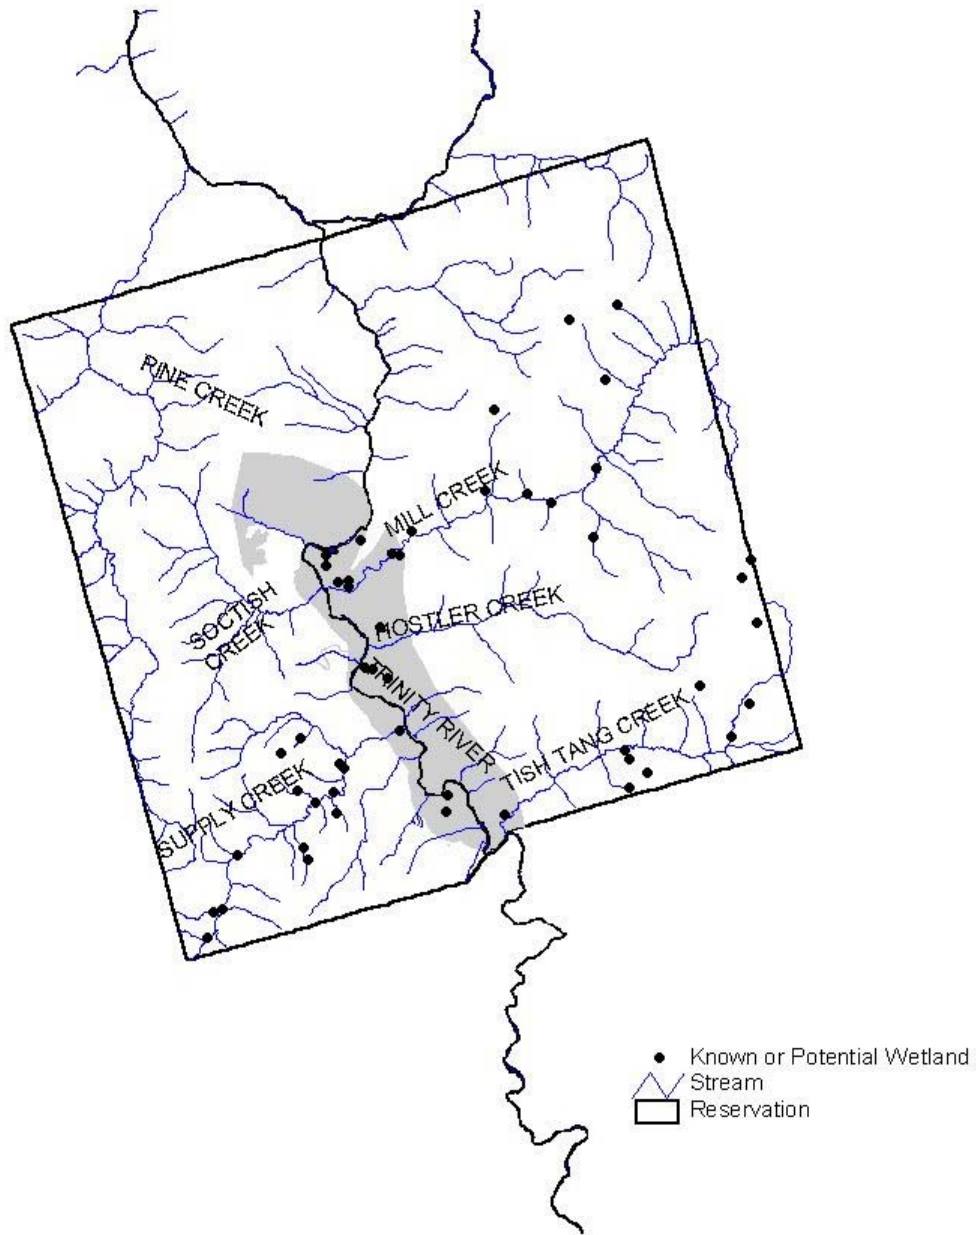 PINE CREEK
MILL CREEK
SOCTISH
CREEK
HOSTLER CREEK
TRINITY RIVER
TISH TANG CREEK
SUPPLY CREEK
Known or Potential Wetland
Stream
Reservation